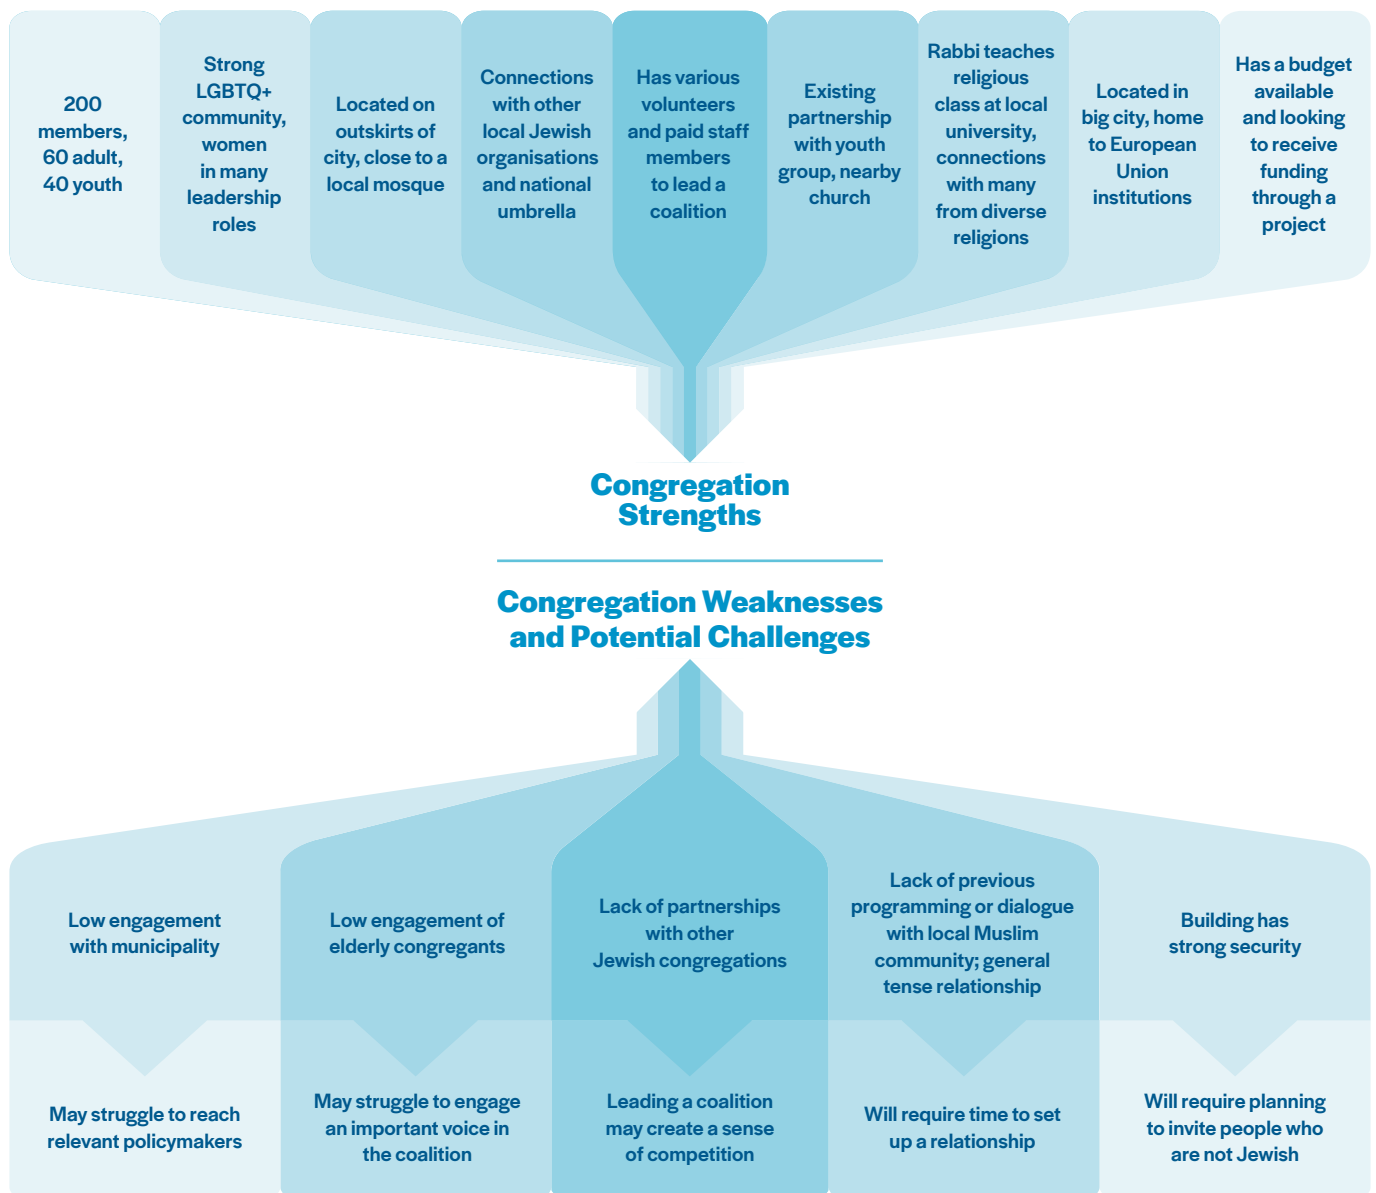 200
members,
60 adult,
40 youth
Strong
LGBTQ+
community,
women
in many
leadership
roles
Located on
outskirts of
city, close to a
local mosque
Connections
with other
local Jewish
organisations
and national
umbrella
Has various
volunteers
and paid staff
members
to lead a
coalition
Existing
partnership
with youth
group, nearby
church
Rabbi teaches
religious
class at local
university,
connections
with many
from diverse
religions
Located in
big city, home
to European
Union
institutions
Has a budget
available
and looking
to receive
funding
through a
project
Congregation
Strengths
Congregation Weaknesses
and Potential Challenges
Low engagement
with municipality
Low engagement of
elderly congregants
Lack of partnerships
with other
Jewish congregations
Lack of previous
programming or dialogue
with local Muslim
community; general
tense relationship
Building has
strong security
May struggle to reach
relevant policymakers
May struggle to engage
an important voice in
the coalition
Leading a coalition
may create a sense
of competition
Will require time to set
up a relationship
Will require planning
to invite people who
are not Jewish